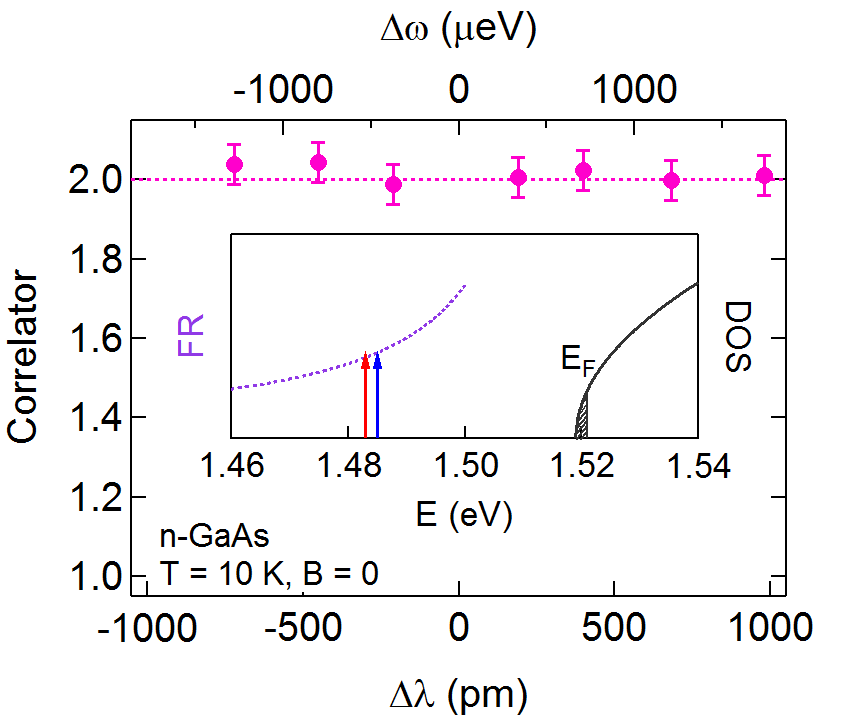 Δω (μeV)
-1000 0 1000
Correlator
2.0
1.8
1.6
1.4
1.2
1.0
FR
DOS
E_F
1.46 1.48 1.50 1.52 1.54
E (eV)
n-GaAs
T = 10 K, B = 0
-1000 -500 0 500 1000
Δλ (pm)